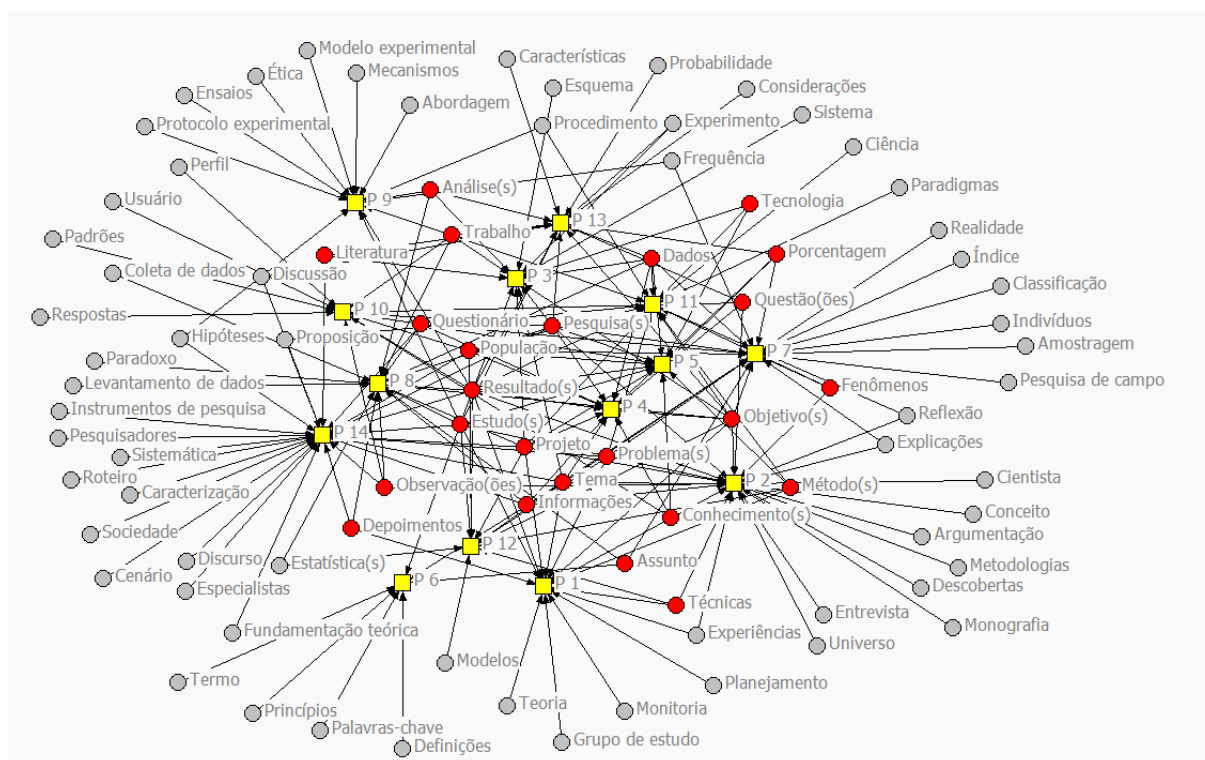 Modelo experimental
Características
Probabilidade
Ética
Mecanismos
Esquema
Considerações
Ensaios
Abordagem
Sistema
Protocolo experimental
Procedimento
Experimento
Ciência
Perfil
Frequência
Usuário
P 9
Análise(s)
P 13
Tecnologia
Paradigmas
Padrões
Literatura
Trabalho
Dados
Porcentagem
Realidade
Coleta de dados
Discussão
P 3
Índice
Respostas
P 10
P 11
Questão(ões)
Classificação
Hipóteses
Proposição
Questionário
Pesquisa(s)
Indivíduos
Paradoxo
População
P 5
P 7
Amostragem
Levantamento de dados
P 8
Resultado(s)
Fenômenos
Pesquisa de campo
Instrumentos de pesquisa
Estudo(s)
P 4
Objetivo(s)
Reflexão
Pesquisadores
P 14
Projeto
Problema(s)
Explicações
Sistemática
Roteiro
Caracterização
Observação(ões)
Tema
P 2
Método(s)
Cientista
Sociedade
Depoimentos
Informações
Conhecimento(s)
Conceito
Argumentação
Discurso
Estatística(s)
P 12
Assunto
Metodologias
Cenário
Especialistas
P 6
P 1
Descobertas
Técnicas
Entrevista
Monografia
Fundamentação teórica
Experiências
Universo
Termo
Modelos
Planejamento
Princípios
Teoria
Monitoria
Palavras-chave
Definições
Grupo de estudo